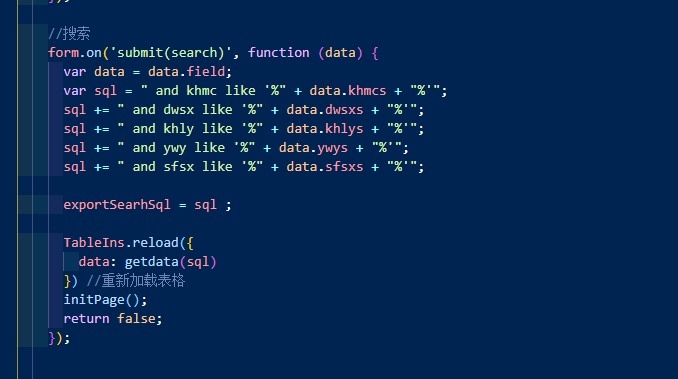 });
//搜索
form.on('submit(search)', function (data) {
var data = data.field;
var sql = " and khmc like '%" + data.khmcs + "%'";
sql += " and dwsx like '%" + data.dwsxs + "%'";
sql += " and khly like '%" + data.khlys + "%'";
sql += " and ywy like '%" + data.ywys + "%'";
sql += " and sfsx like '%" + data.sfsxs + "%'";
exportSearhSql = sql ;
TableIns.reload({
data: getdata(sql)
}) //重新加载表格
initPage();
return false;
});